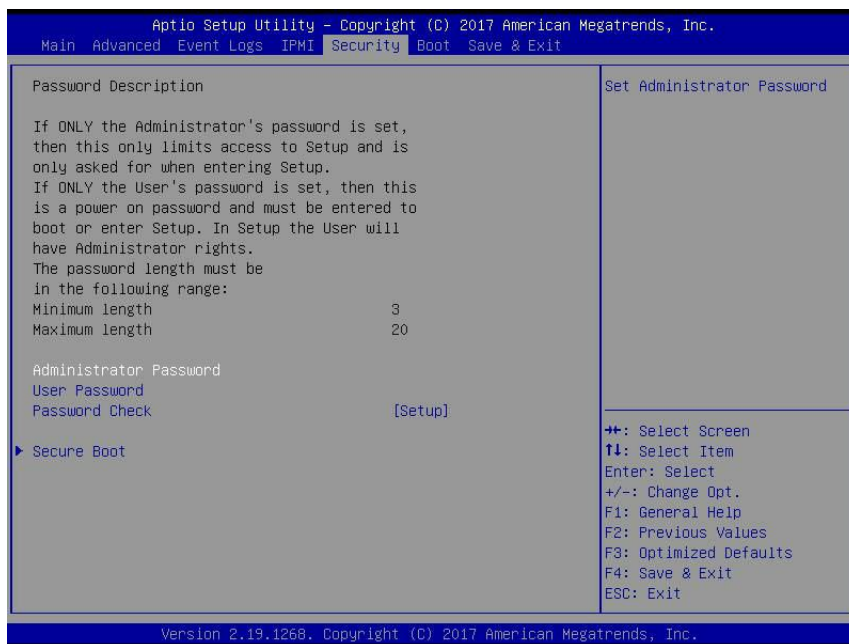 Aptio Setup Utility – Copyright (C) 2017 American Megatrends, Inc.
Main Advanced Event Logs IPMI Security Boot Save & Exit
Password Description
If ONLY the Administrator's password is set,
then this only limits access to Setup and is
only asked for when entering Setup.
If ONLY the User's password is set, then this
is a power on password and must be entered to
boot or enter Setup. In Setup the User will
have Administrator rights.
The password length must be
in the following range:
Minimum length 3
Maximum length 20
Administrator Password
User Password
Password Check [Setup]
Secure Boot
Set Administrator Password
→←: Select Screen
↑↓: Select Item
Enter: Select
+/-: Change Opt.
F1: General Help
F2: Previous Values
F3: Optimized Defaults
F4: Save & Exit
ESC: Exit
Version 2.19.1268. Copyright (C) 2017 American Megatrends, Inc.